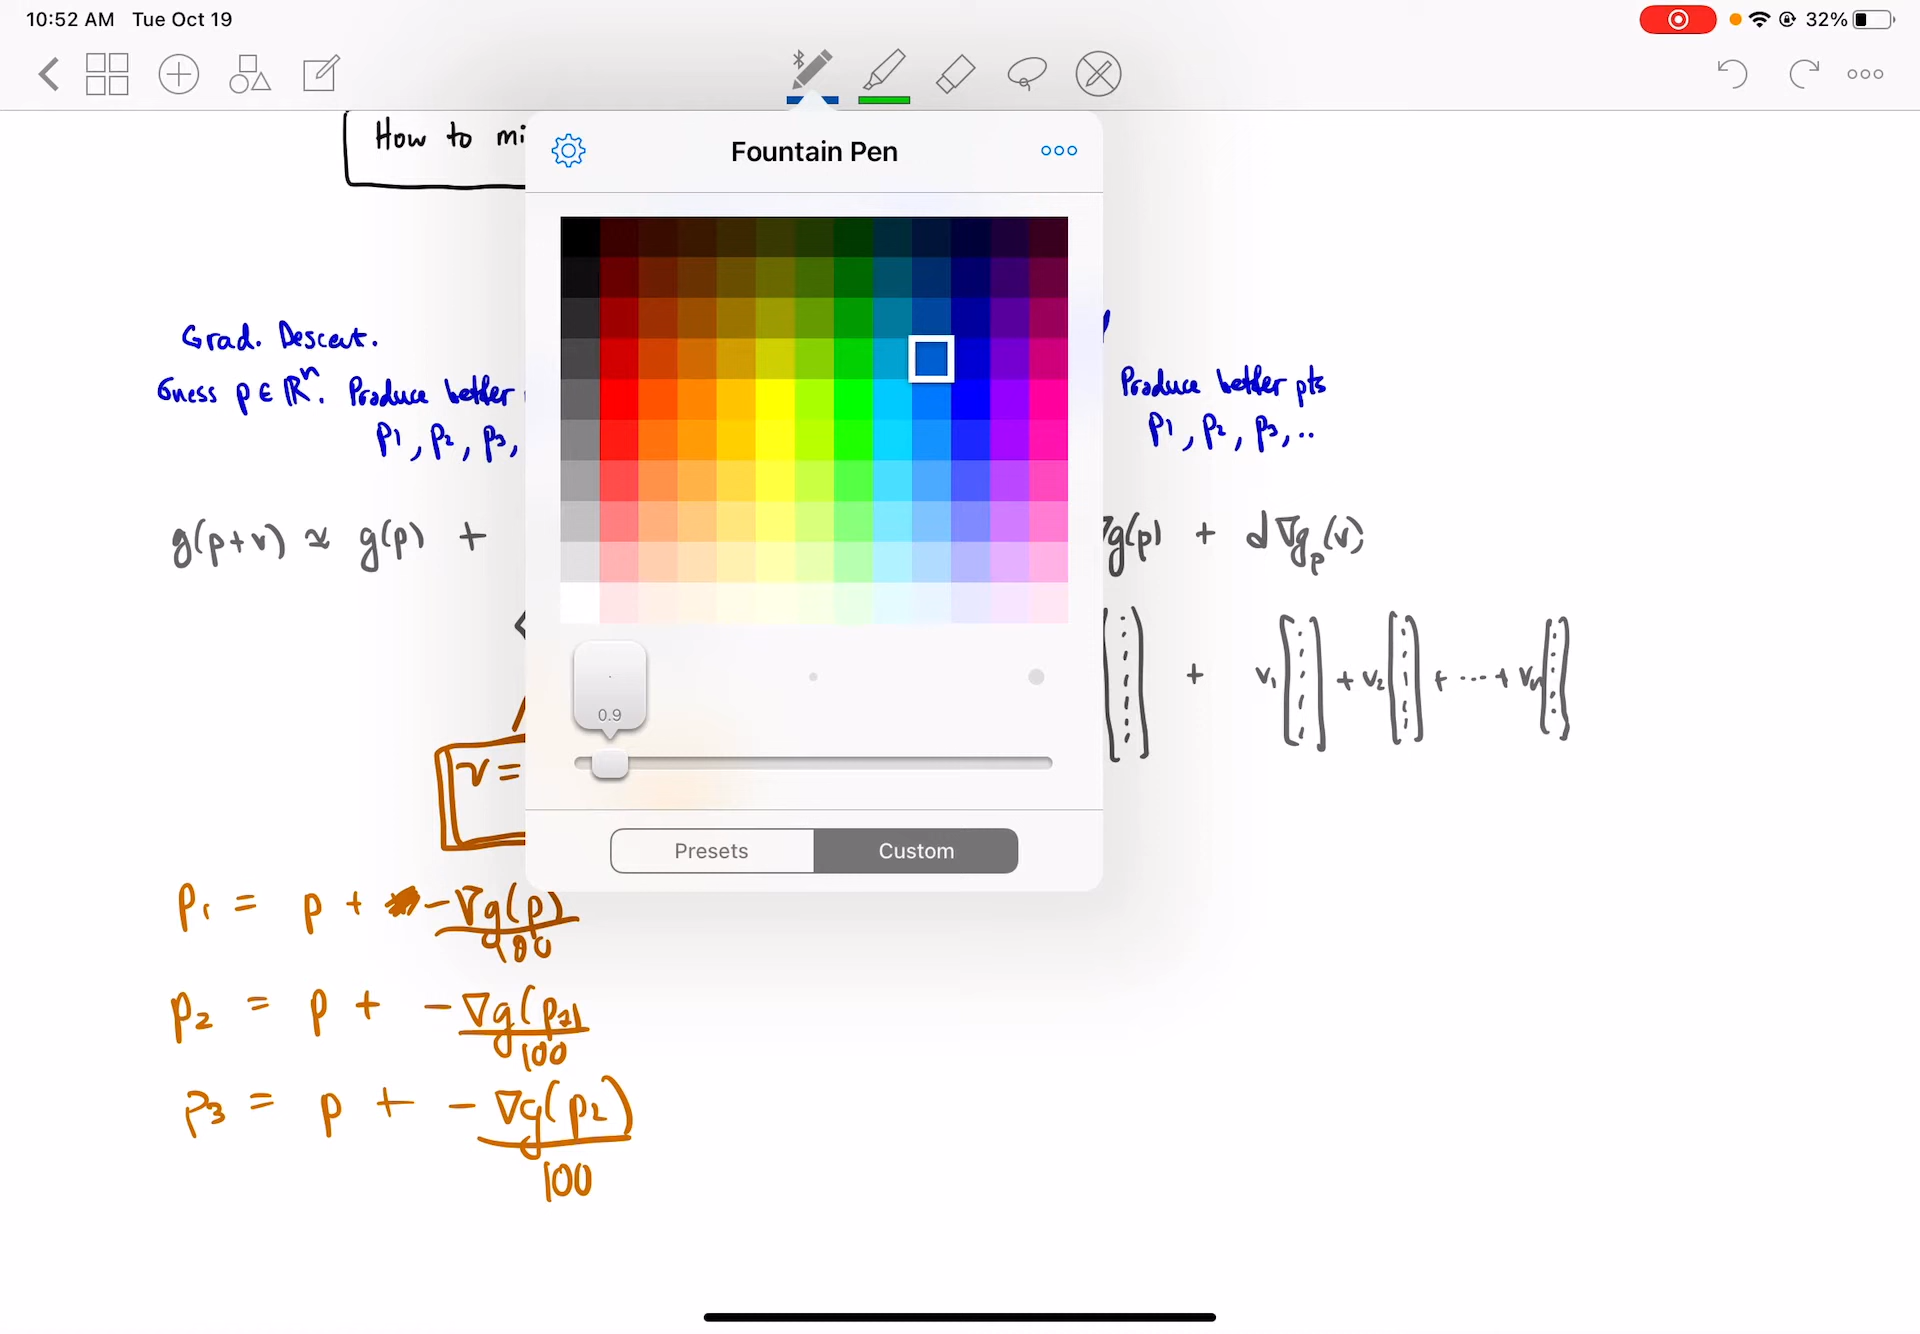 10:52 AM Tue Oct 19
32%
How to mi
Fountain Pen
Grad. Descent.
Guess p ∈ ℝⁿ. Produce better
p₁, p₂, p₃,
Produce better pts
p₁, p₂, p₃, ..
g(p+v) ≈ g(p) +
∇g(p) + d∇g_p(v)
0.9
+ v₁ [ ] + v₂ [ ] + ... + vₙ [ ]
v =
Presets Custom
p₁ = p + -∇g(p)/100
p₂ = p + -∇g(p₁)/100
p₃ = p + -∇g(p₂)/100